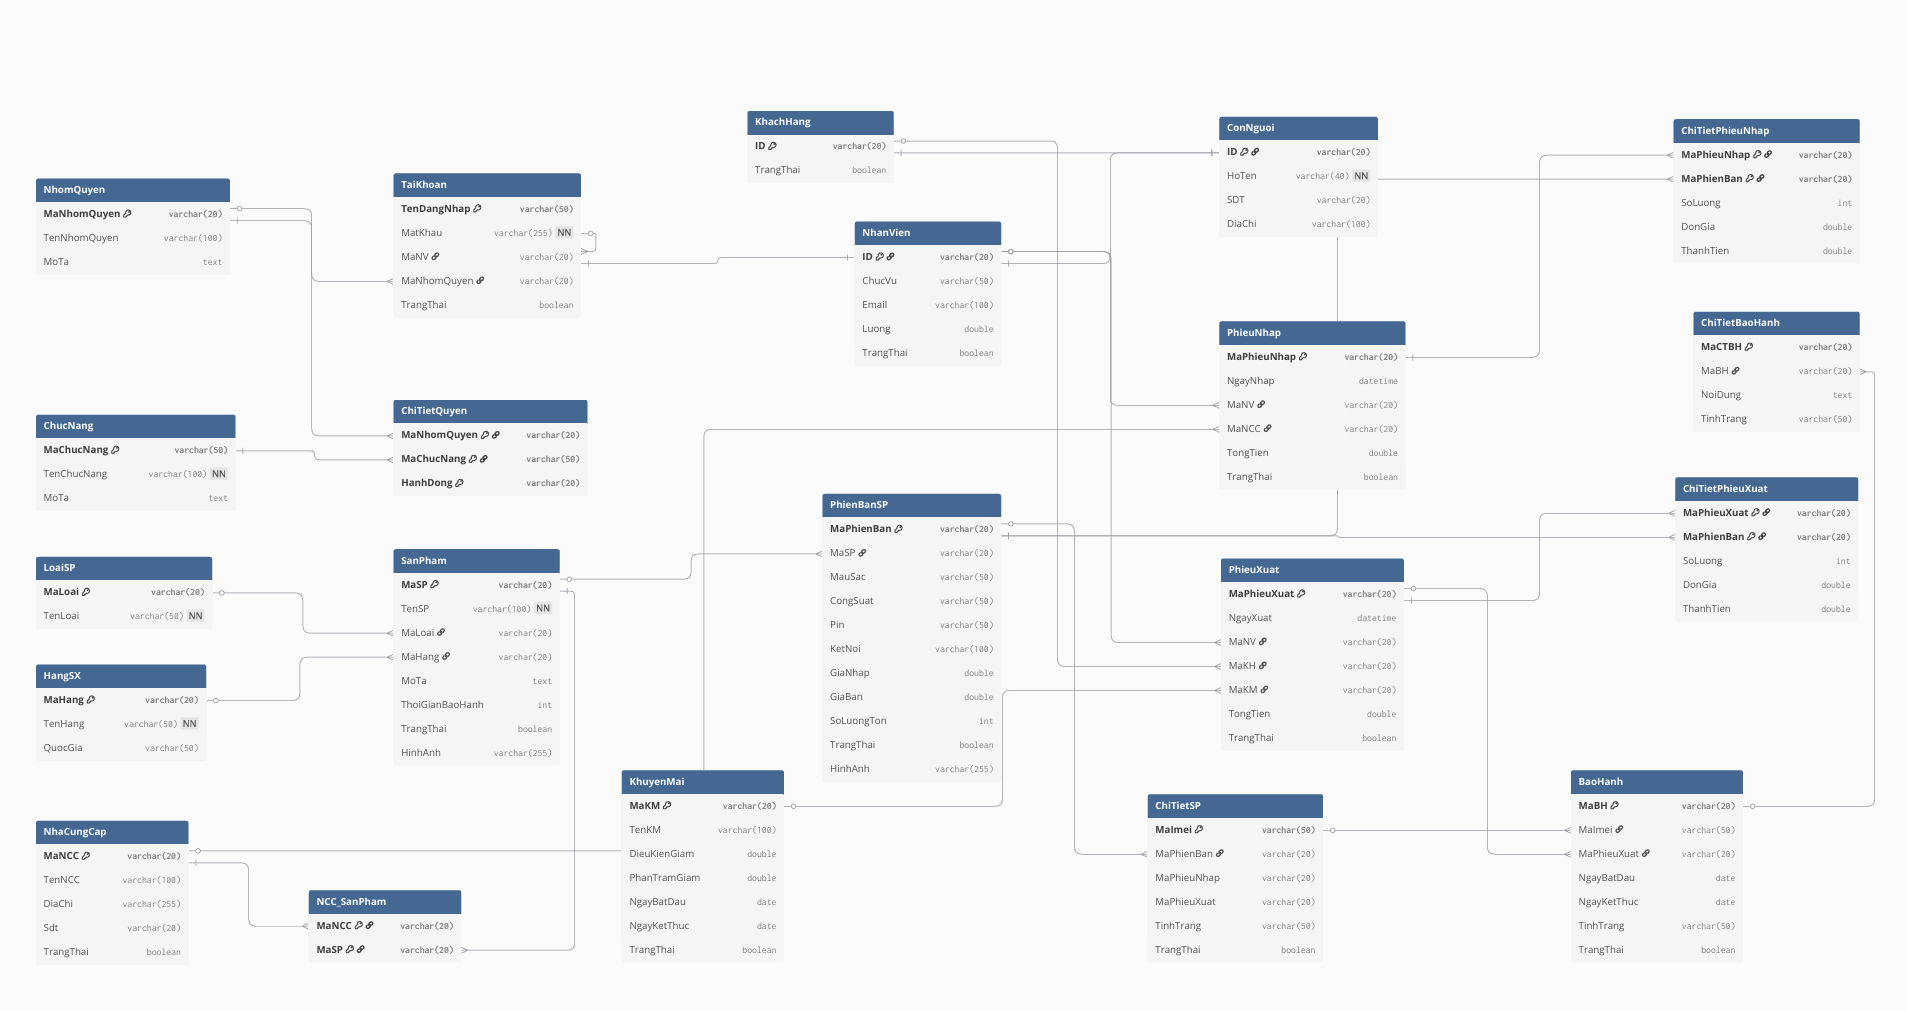 NhomQuyen
MaNhomQuyen varchar(20)
TenNhomQuyen varchar(100)
MoTa text
TaiKhoan
TenDangNhap varchar(50)
MatKhau varchar(255) NN
MaNV varchar(20)
MaNhomQuyen varchar(20)
TrangThai boolean
KhachHang
ID varchar(20)
TrangThai boolean
NhanVien
ID varchar(20)
ChucVu varchar(50)
Email varchar(100)
Luong double
TrangThai boolean
ConNguoi
ID varchar(20)
HoTen varchar(40) NN
SDT varchar(20)
DiaChi varchar(100)
ChiTietPhieuNhap
MaPhieuNhap varchar(20)
MaPhienBan varchar(20)
SoLuong int
DonGia double
ThanhTien double
PhieuNhap
MaPhieuNhap varchar(20)
NgayNhap datetime
MaNV varchar(20)
MaNCC varchar(20)
TongTien double
TrangThai boolean
ChiTietBaoHanh
MaCTBH varchar(20)
MaBH varchar(20)
NoiDung text
TinhTrang varchar(50)
ChucNang
MaChucNang varchar(50)
TenChucNang varchar(100) NN
MoTa text
ChiTietQuyen
MaNhomQuyen varchar(20)
MaChucNang varchar(50)
HanhDong varchar(20)
PhienBanSP
MaPhienBan varchar(20)
MaSP varchar(20)
MauSac varchar(50)
CongSuat varchar(50)
Pin varchar(50)
KetNoi varchar(100)
GiaNhap double
GiaBan double
SoLuongTon int
TrangThai boolean
HinhAnh varchar(255)
ChiTietPhieuXuat
MaPhieuXuat varchar(20)
MaPhienBan varchar(20)
SoLuong int
DonGia double
ThanhTien double
LoaiSP
MaLoai varchar(20)
TenLoai varchar(50) NN
SanPham
MaSP varchar(20)
TenSP varchar(100) NN
MaLoai varchar(20)
MaHang varchar(20)
MoTa text
ThoiGianBaoHanh int
TrangThai boolean
HinhAnh varchar(255)
PhieuXuat
MaPhieuXuat varchar(20)
NgayXuat datetime
MaNV varchar(20)
MaKH varchar(20)
MaKM varchar(20)
TongTien double
TrangThai boolean
HangSX
MaHang varchar(20)
TenHang varchar(50) NN
QuocGia varchar(50)
KhuyenMai
MaKM varchar(20)
TenKM varchar(100)
DieuKienGiam double
PhanTramGiam double
NgayBatDau date
NgayKetThuc date
TrangThai boolean
ChiTietSP
MaImei varchar(50)
MaPhienBan varchar(20)
MaPhieuNhap varchar(20)
MaPhieuXuat varchar(20)
TinhTrang varchar(50)
TrangThai boolean
BaoHanh
MaBH varchar(20)
MaImei varchar(50)
MaPhieuXuat varchar(20)
NgayBatDau date
NgayKetThuc date
TinhTrang varchar(50)
TrangThai boolean
NhaCungCap
MaNCC varchar(20)
TenNCC varchar(100)
DiaChi varchar(255)
Sdt varchar(20)
TrangThai boolean
NCC_SanPham
MaNCC varchar(20)
MaSP varchar(20)